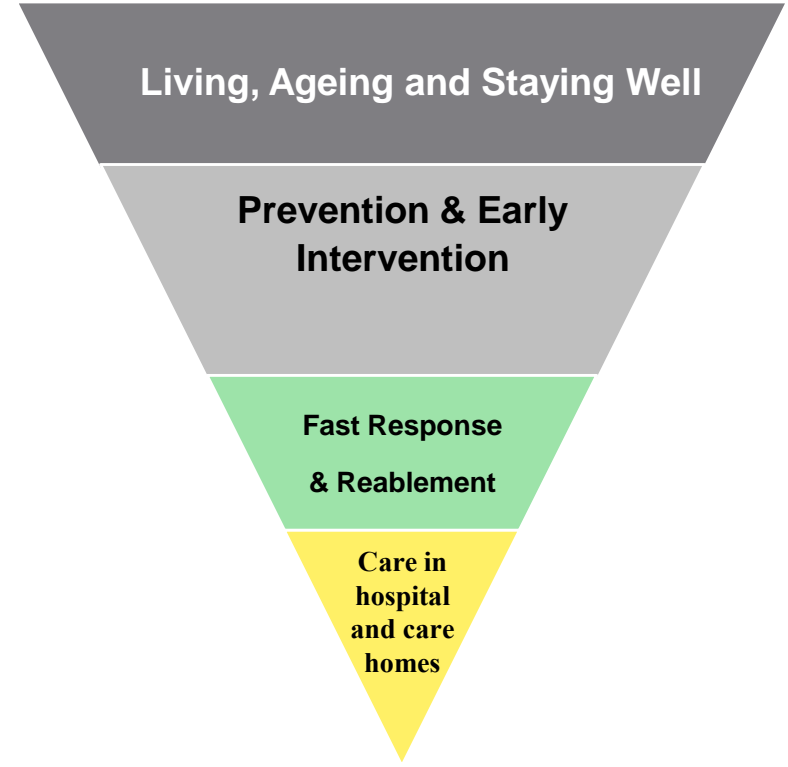 Living, Ageing and Staying Well
Prevention & Early
Intervention
Fast Response
& Reablement
Care in
hospital
and care
homes